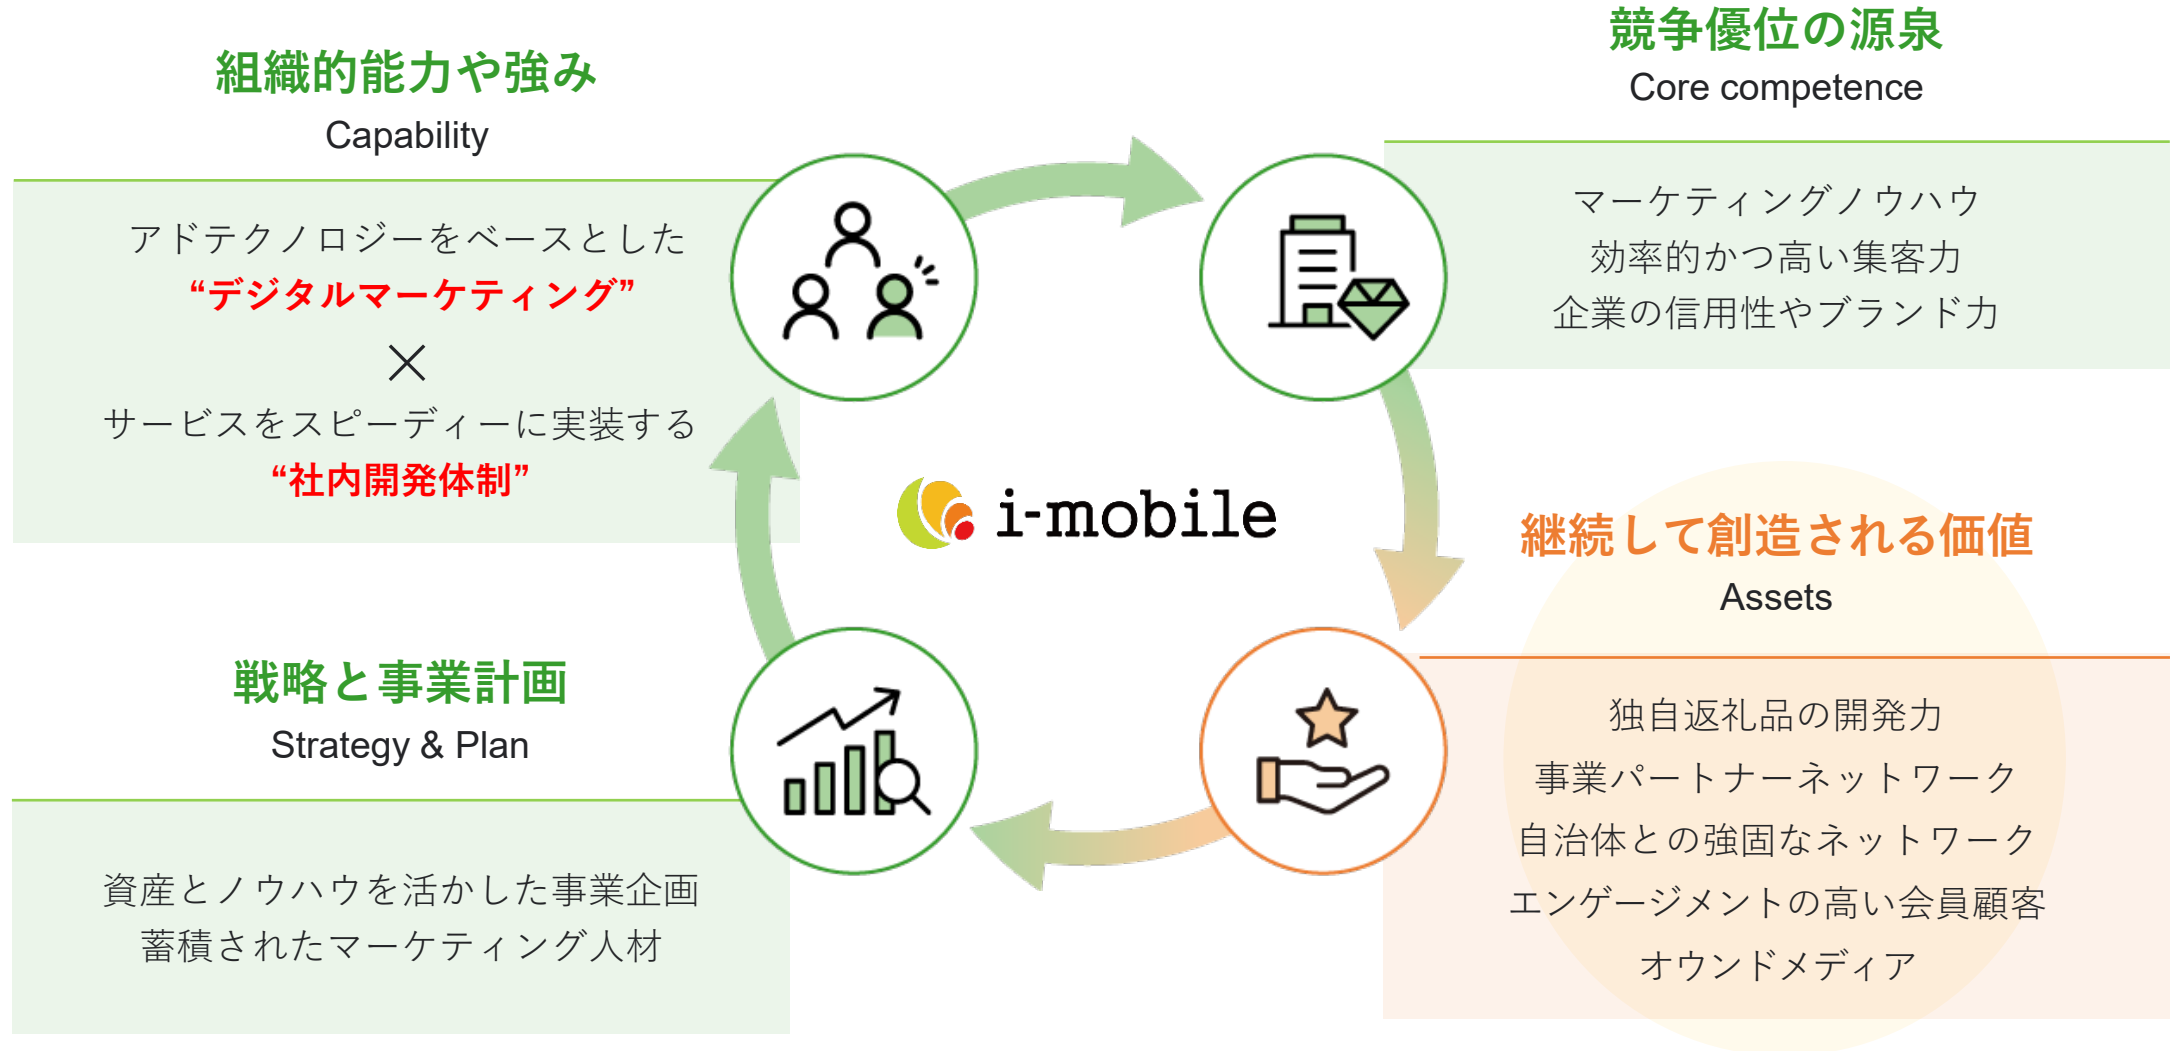 組織的能力や強み
Capability
アドテクノロジーをベースとした
“デジタルマーケティング”
×
サービスをスピーディーに実装する
“社内開発体制”
競争優位の源泉
Core competence
マーケティングノウハウ
効率的かつ高い集客力
企業の信用性やブランド力
i-mobile
継続して創造される価値
Assets
独自返礼品の開発力
事業パートナーネットワーク
自治体との強固なネットワーク
エンゲージメントの高い会員顧客
オウンドメディア
戦略と事業計画
Strategy & Plan
資産とノウハウを活かした事業企画
蓄積されたマーケティング人材